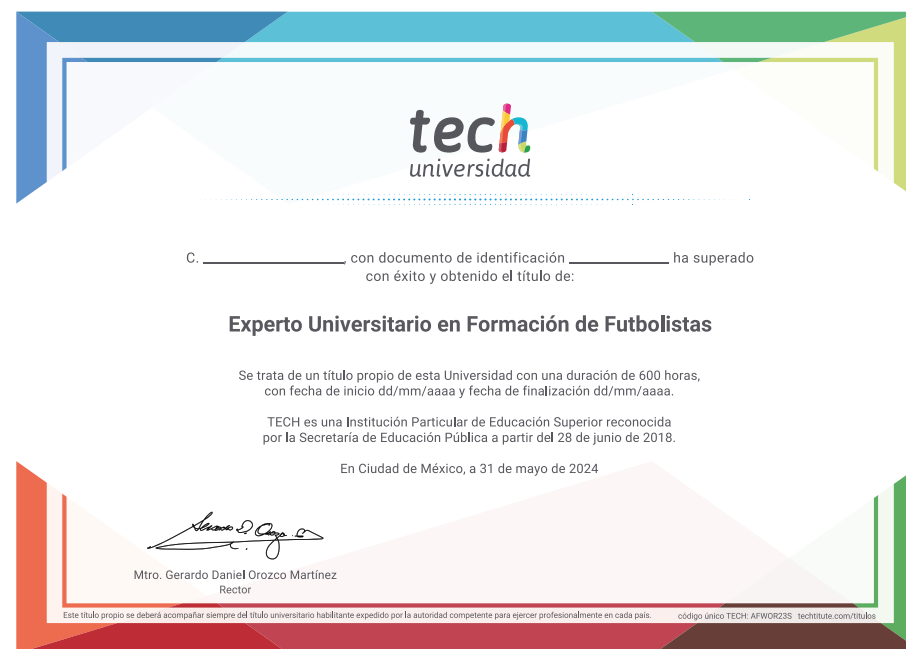 tech
universidad
C. ____________, con documento de identificación ____________ ha superado
con éxito y obtenido el título de:
Experto Universitario en Formación de Futbolistas
Se trata de un título propio de esta Universidad con una duración de 600 horas,
con fecha de inicio dd/mm/aaaa y fecha de finalización dd/mm/aaaa.
TECH es una Institución Particular de Educación Superior reconocida
por la Secretaría de Educación Pública a partir del 28 de junio de 2018.
En Ciudad de México, a 31 de mayo de 2024
Mtro. Gerardo Daniel Orozco Martínez
Rector
Este título propio se deberá acompañar siempre del título universitario habilitante expedido por la autoridad competente para ejercer profesionalmente en cada país. código único TECH: AFWOR23S techtitute.com/titulos